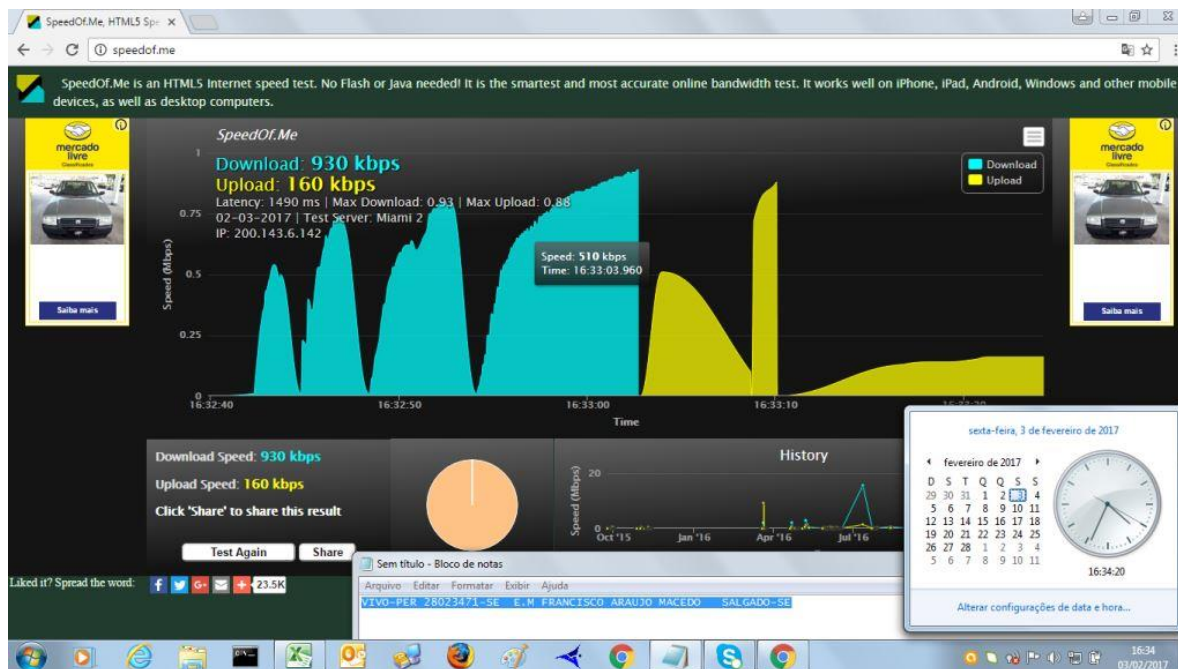 SpeedOf.Me, HTML5 Spe
speedof.me
SpeedOf.Me is an HTML5 Internet speed test. No Flash or Java needed! It is the smartest and most accurate online bandwidth test. It works well on iPhone, iPad, Android, Windows and other mobile
devices, as well as desktop computers.
mercado
livre
Classificados
Saiba mais
SpeedOf.Me
Download: 930 kbps
Upload: 160 kbps
Latency: 1490 ms | Max Download: 0.93 | Max Upload: 0.88
02-03-2017 | Test Server: Miami 2
IP: 200.143.6.142
Download
Upload
Speed: 510 kbps
Time: 16:33:03.960
Speed (Mbps)
1
0.75
0.5
0.25
0
16:32:40 16:32:50 16:33:00 16:33:10
Time
mercado
livre
Classificados
Saiba mais
Download Speed: 930 kbps
Upload Speed: 160 kbps
Click 'Share' to share this result
Test Again Share
History
Speed (Mbps)
20
0
Oct '15 Jan '16 Apr '16 Jul '16
Liked it? Spread the word: 23.5K
Sem título - Bloco de notas
Arquivo Editar Formatar Exibir Ajuda
VIVO-PER 28023471-SE E.M FRANCISCO ARAUJO MACEDO SALGADO-SE
sexta-feira, 3 de fevereiro de 2017
fevereiro de 2017
D S T Q Q S S
29 30 31 1 2 3 4
5 6 7 8 9 10 11
12 13 14 15 16 17 18
19 20 21 22 23 24 25
26 27 28 1 2 3 4
5 6 7 8 9 10 11
16:34:20
Alterar configurações de data e hora...
16:34
03/02/2017